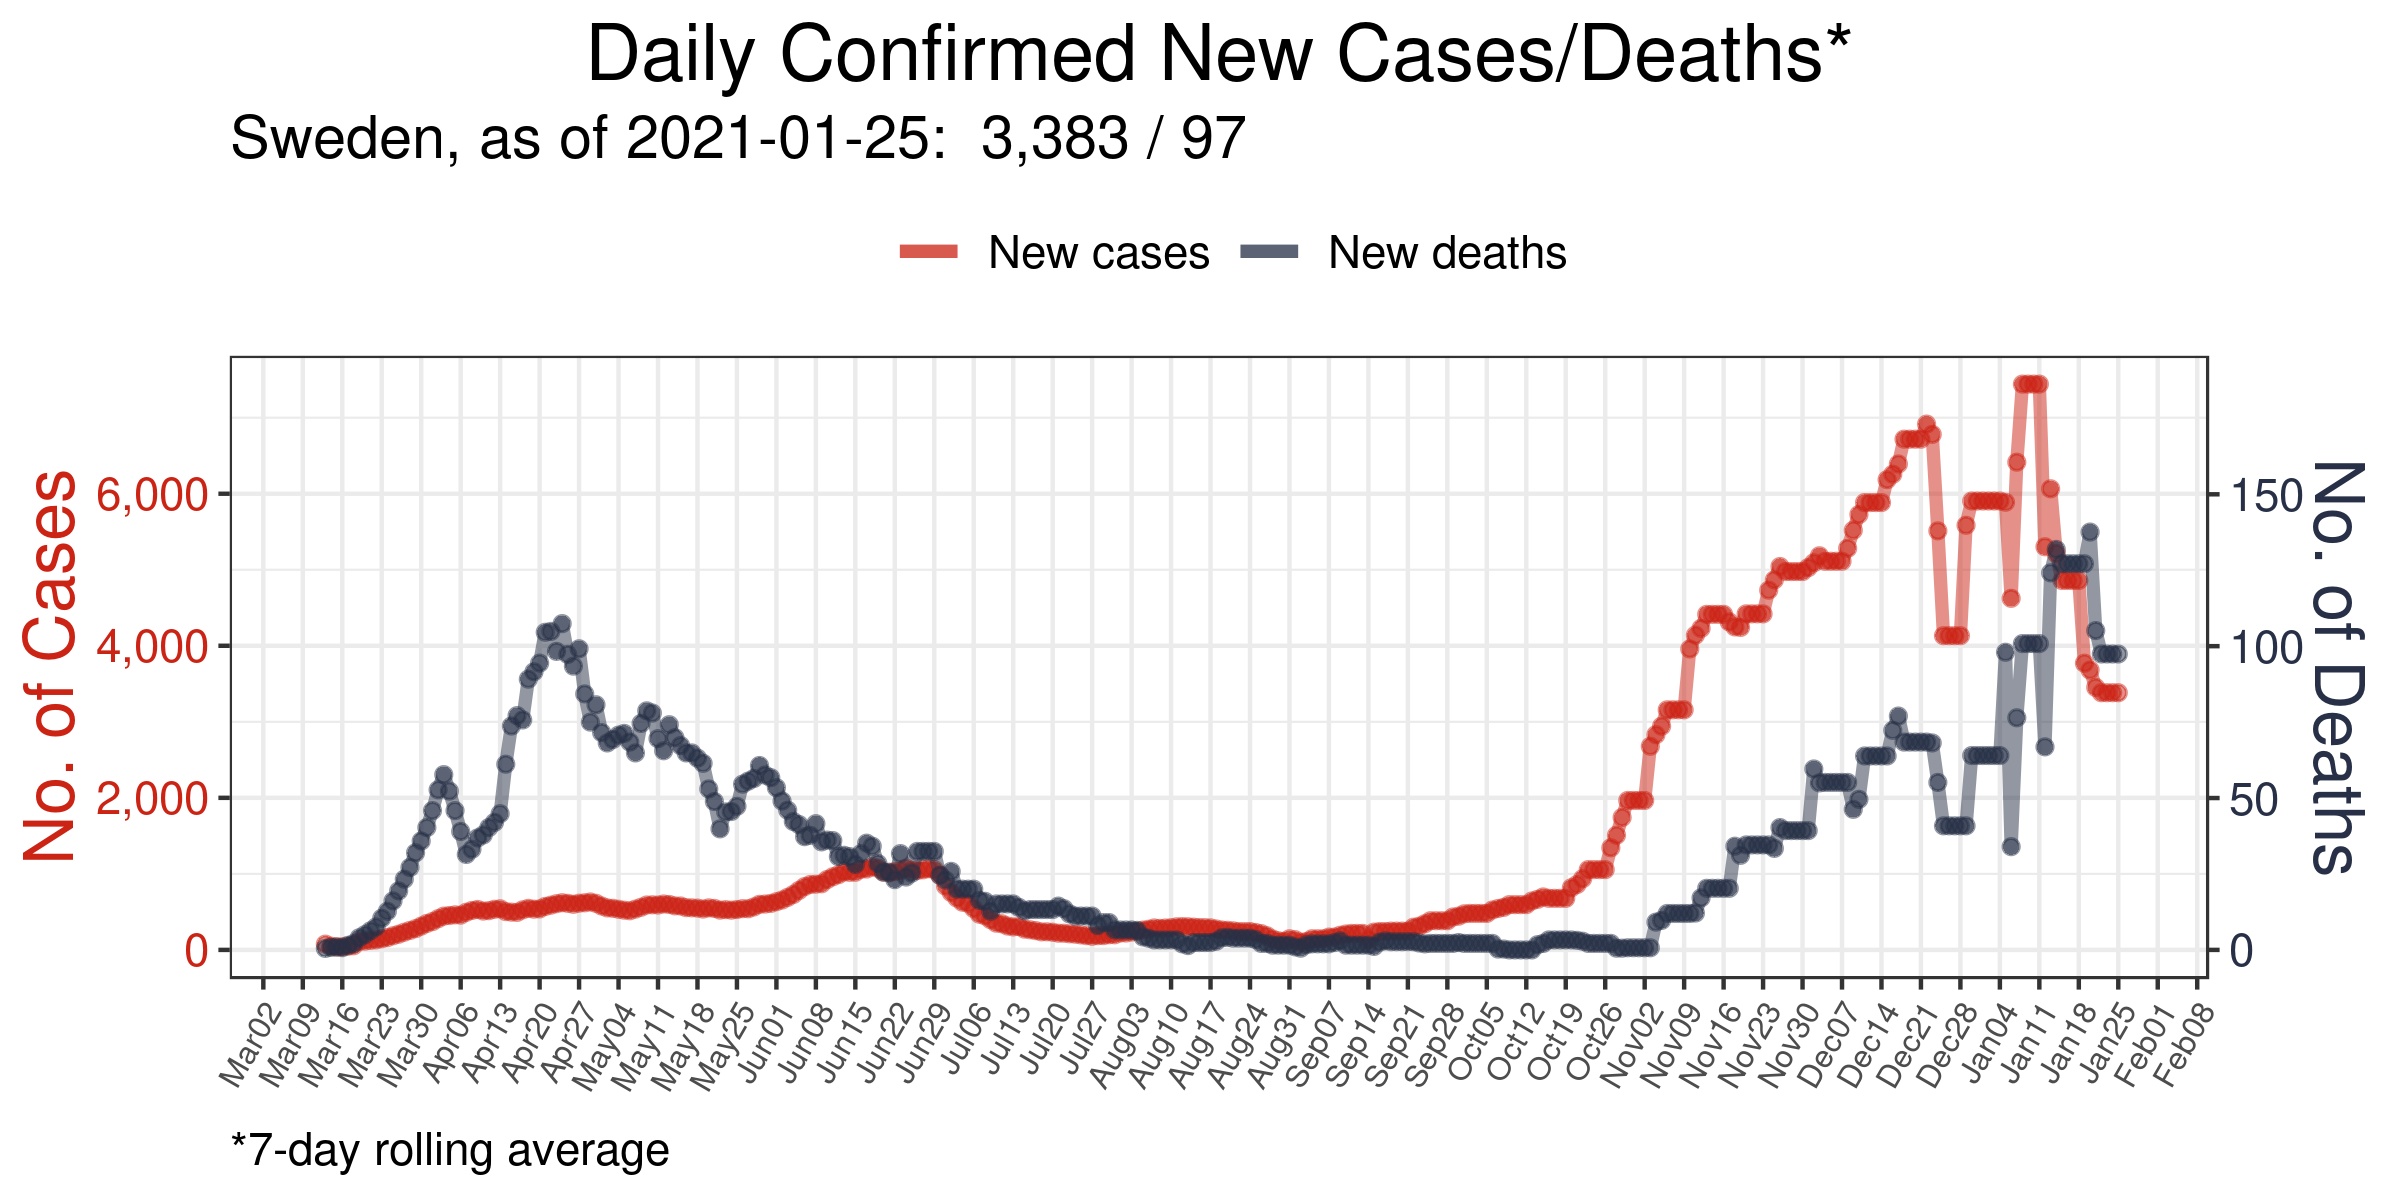 Daily Confirmed New Cases/Deaths*
Sweden, as of 2021-01-25:  3,383 / 97
New cases New deaths
No. of Cases
6,000
4,000
2,000
0
150
100
50
0
No. of Deaths
Mar02 Mar09 Mar16 Mar23 Mar30 Apr06 Apr13 Apr20 Apr27 May04 May11 May18 May25 Jun01 Jun08 Jun15 Jun22 Jun29 Jul06 Jul13 Jul20 Jul27 Aug03 Aug10 Aug17 Aug24 Aug31 Sep07 Sep14 Sep21 Sep28 Oct05 Oct12 Oct19 Oct26 Nov02 Nov09 Nov16 Nov23 Nov30 Dec07 Dec14 Dec21 Dec28 Jan04 Jan11 Jan18 Jan25 Feb01 Feb08
*7-day rolling average